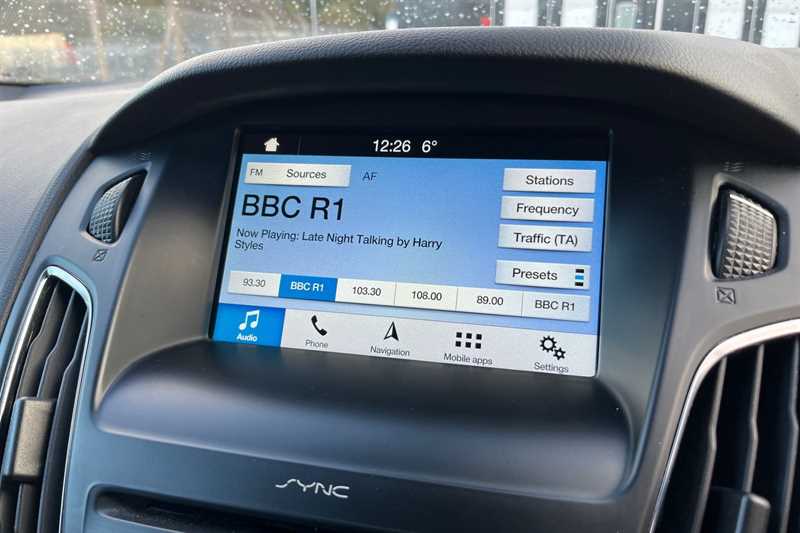 12:26 6°
FM Sources AF
Stations
BBC R1
Frequency
Now Playing: Late Night Talking by Harry
Styles
Traffic (TA)
Presets
93.30 BBC R1 103.30 108.00 89.00 BBC R1
Audio Phone Navigation Mobile apps Settings
SYNC